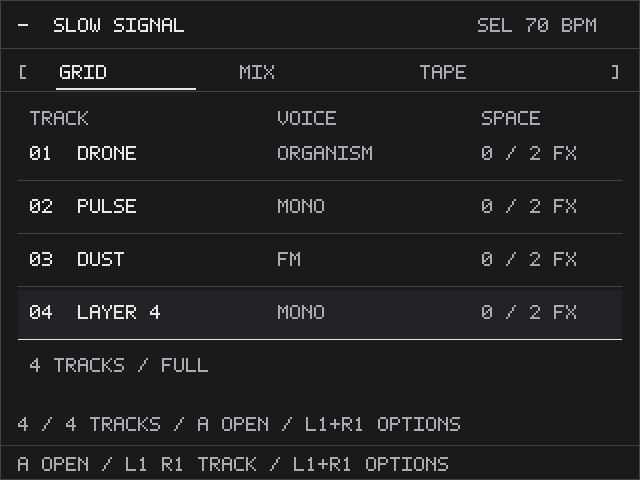 – SLOW SIGNAL SEL 70 BPM
[ GRID MIX TAPE ]
TRACK VOICE SPACE
01 DRONE ORGANISM 0 / 2 FX
02 PULSE MONO 0 / 2 FX
03 DUST FM 0 / 2 FX
04 LAYER 4 MONO 0 / 2 FX
4 TRACKS / FULL
4 / 4 TRACKS / A OPEN / L1+R1 OPTIONS
A OPEN / L1 R1 TRACK / L1+R1 OPTIONS